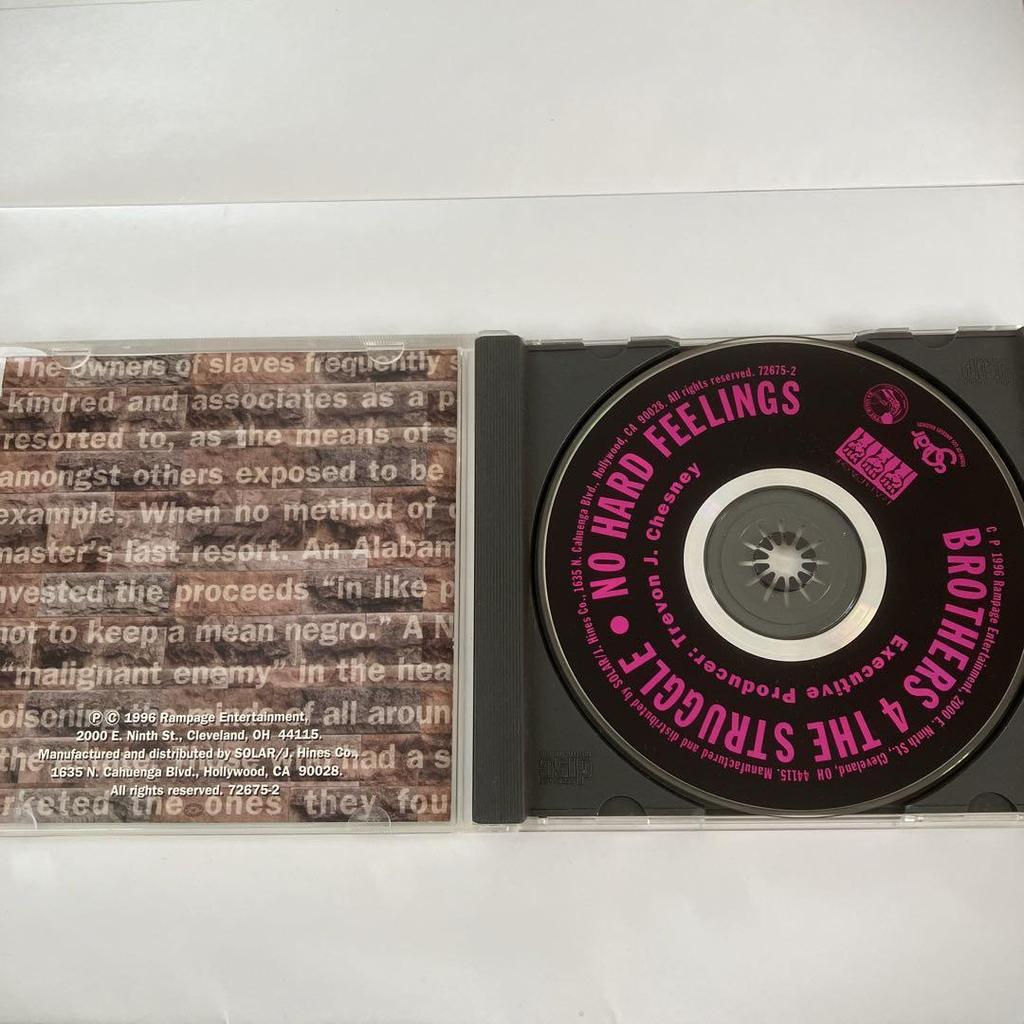 The owners of slaves frequently s
kindred and associates as a p
resorted to, as the means of s
amongst others exposed to be
example. When no method of
master's last resort. An Alabam
nvested the proceeds "in like p
not to keep a mean negro." A N
"malignant enemy" in the hea
of all aroun
had a s
rketed the ones they fou
℗ © 1996 Rampage Entertainment,
2000 E. Ninth St., Cleveland, OH 44115.
Manufactured and distributed by SOLAR/J. Hines Co.,
1635 N. Cahuenga Blvd., Hollywood, CA 90028.
All rights reserved. 72675-2
BROTHERS 4 THE STRUGGLE • NO HARD FEELINGS
Executive Producer: Trevon J. Chesney
C P 1996 Rampage Entertainment, 2000 E. Ninth St., Cleveland, OH 44115. Manufactured and distributed by SOLAR/J. Hines Co., 1635 N. Cahuenga Blvd., Hollywood, CA 90028. All rights reserved. 72675-2
Solar